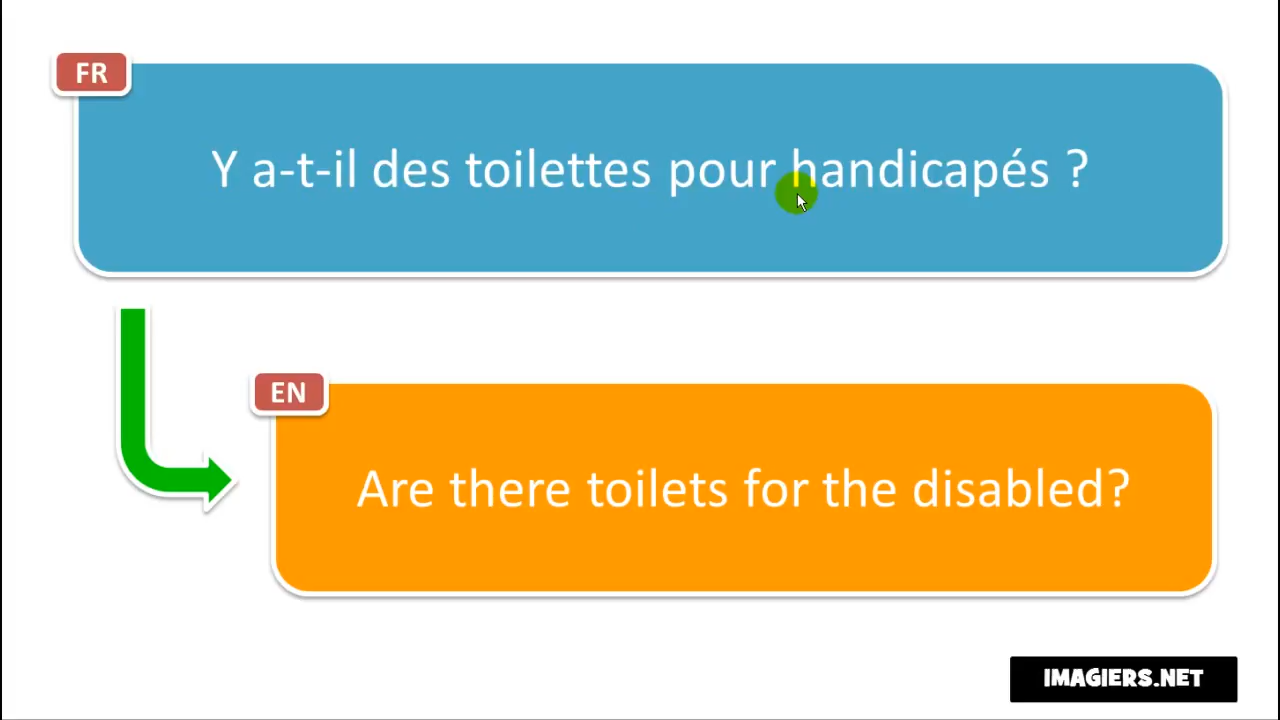 FR
Y a-t-il des toilettes pour handicapés ?
EN
Are there toilets for the disabled?
IMAGIERS.NET